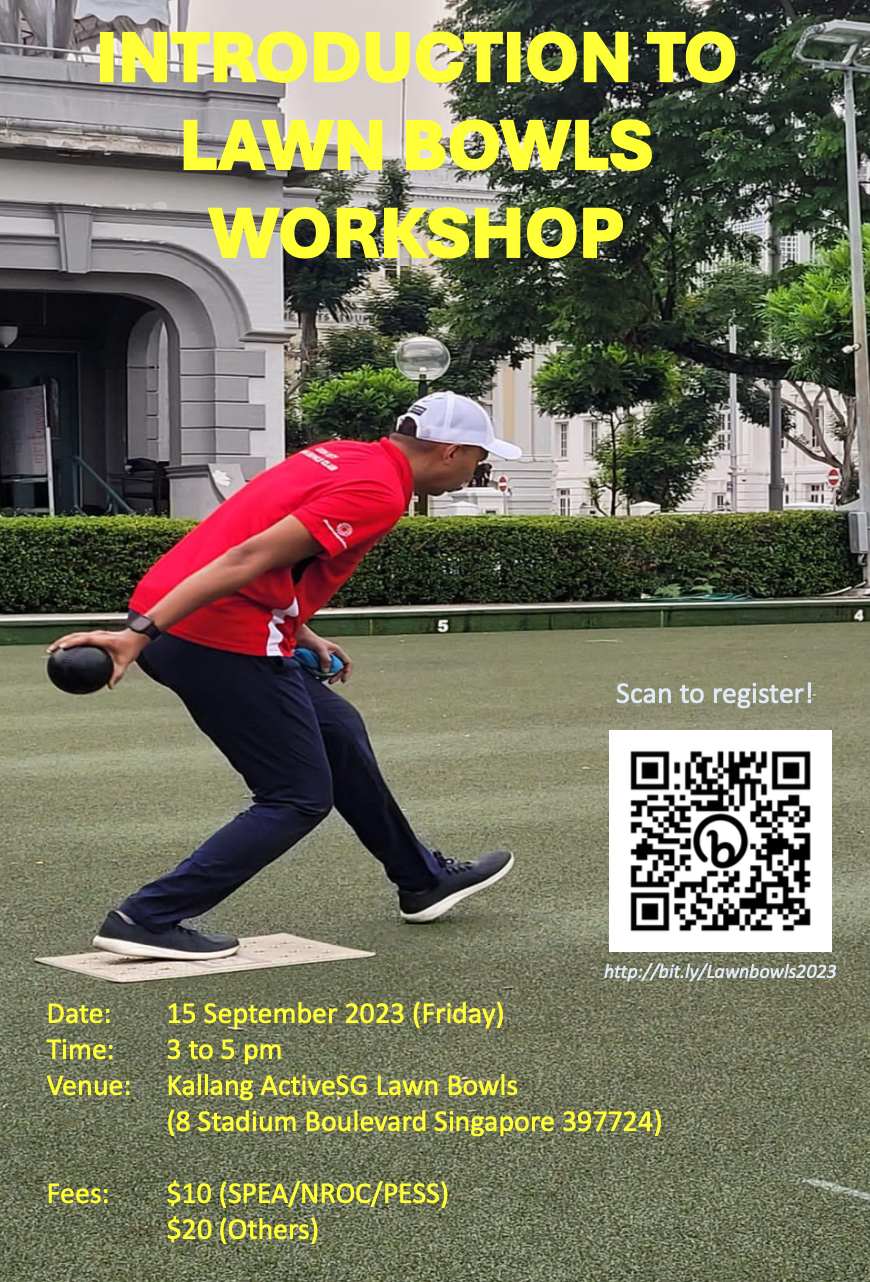 INTRODUCTION TO
LAWN BOWLS
WORKSHOP
5
4
Scan to register!
http://bit.ly/Lawnbowls2023
Date: 15 September 2023 (Friday)
Time: 3 to 5 pm
Venue: Kallang ActiveSG Lawn Bowls
(8 Stadium Boulevard Singapore 397724)
Fees: $10 (SPEA/NROC/PESS)
$20 (Others)